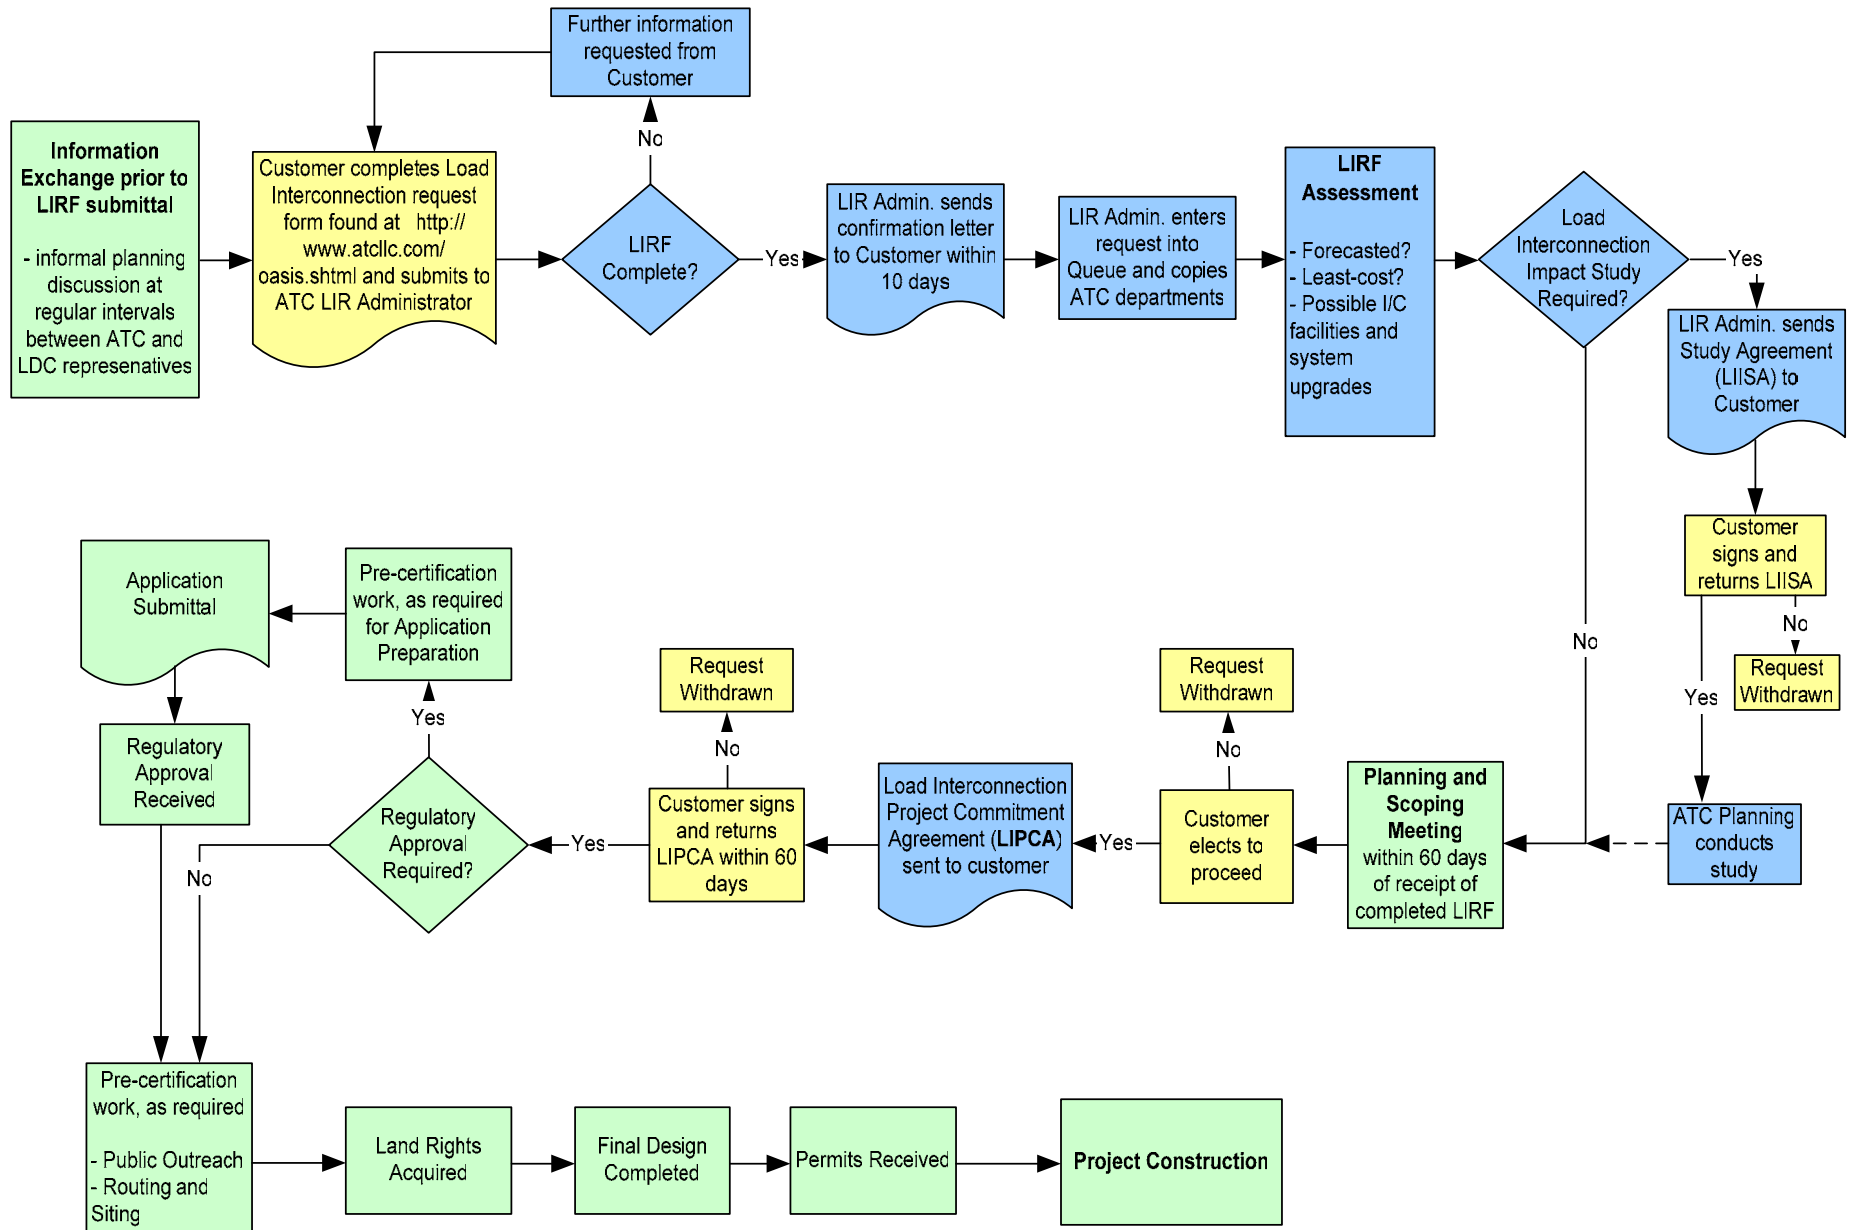 Further information
requested from
Customer
No
Information
Exchange prior to
LIRF submittal
- informal planning
discussion at
regular intervals
between ATC and
LDC represenatives
Customer completes Load
Interconnection request
form found at http://
www.atcllc.com/
oasis.shtml and submits to
ATC LIR Administrator
LIRF
Complete?
Yes
LIR Admin. sends
confirmation letter
to Customer within
10 days
LIR Admin. enters
request into
Queue and copies
ATC departments
LIRF
Assessment
- Forecasted?
- Least-cost?
- Possible I/C
facilities and
system
upgrades
Load
Interconnection
Impact Study
Required?
Yes
LIR Admin. sends
Study Agreement
(LIISA) to
Customer
Customer
signs and
returns LIISA
No
Request
Withdrawn
Yes
No
ATC Planning
conducts
study
Planning and
Scoping
Meeting
within 60 days
of receipt of
completed LIRF
Customer
elects to
proceed
No
Request
Withdrawn
Yes
Load Interconnection
Project Commitment
Agreement (LIPCA)
sent to customer
Customer signs
and returns
LIPCA within 60
days
No
Request
Withdrawn
Yes
Regulatory
Approval
Required?
Yes
Pre-certification
work, as required
for Application
Preparation
Application
Submittal
Regulatory
Approval
Received
No
Pre-certification
work, as required
- Public Outreach
- Routing and
Siting
Land Rights
Acquired
Final Design
Completed
Permits Received
Project Construction